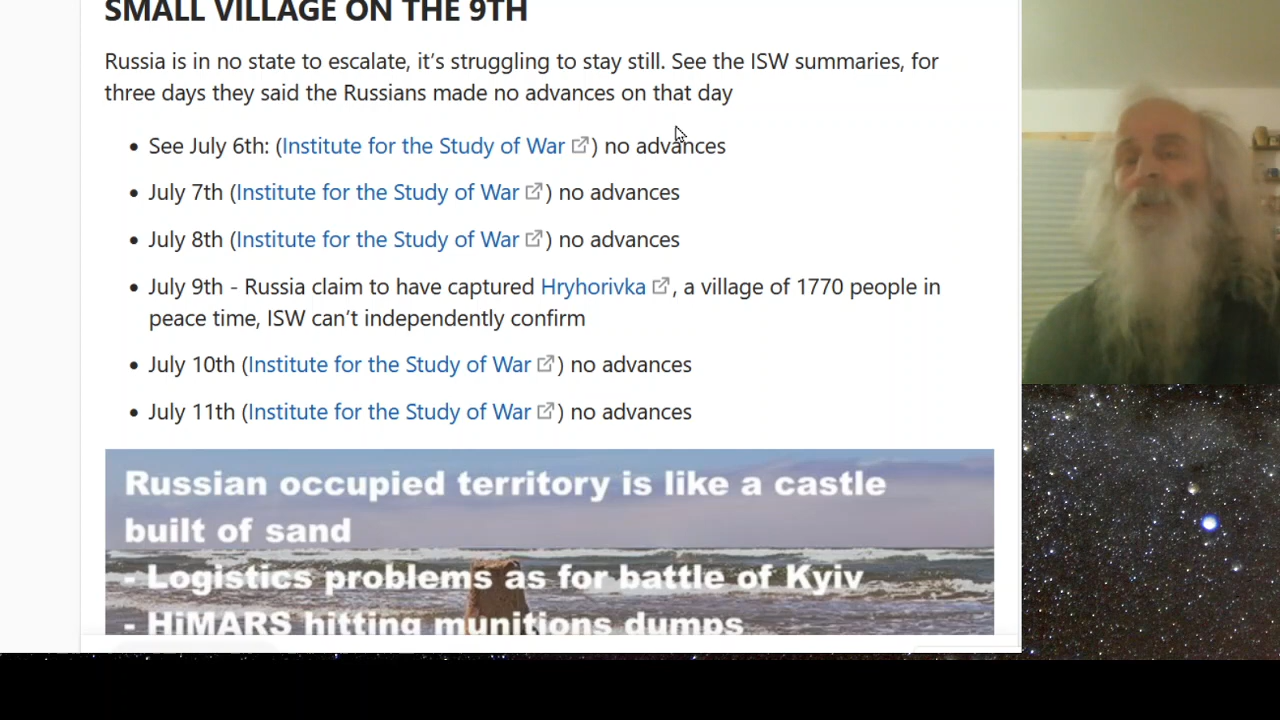 SMALL VILLAGE ON THE 9TH
Russia is in no state to escalate, it's struggling to stay still. See the ISW summaries, for
three days they said the Russians made no advances on that day
• See July 6th: (Institute for the Study of War) no advances
• July 7th (Institute for the Study of War) no advances
• July 8th (Institute for the Study of War) no advances
• July 9th - Russia claim to have captured Hryhorivka, a village of 1770 people in
peace time, ISW can't independently confirm
• July 10th (Institute for the Study of War) no advances
• July 11th (Institute for the Study of War) no advances
Russian occupied territory is like a castle
built of sand
- Logistics problems as for battle of Kyiv
- HiMARS hitting munitions dumps